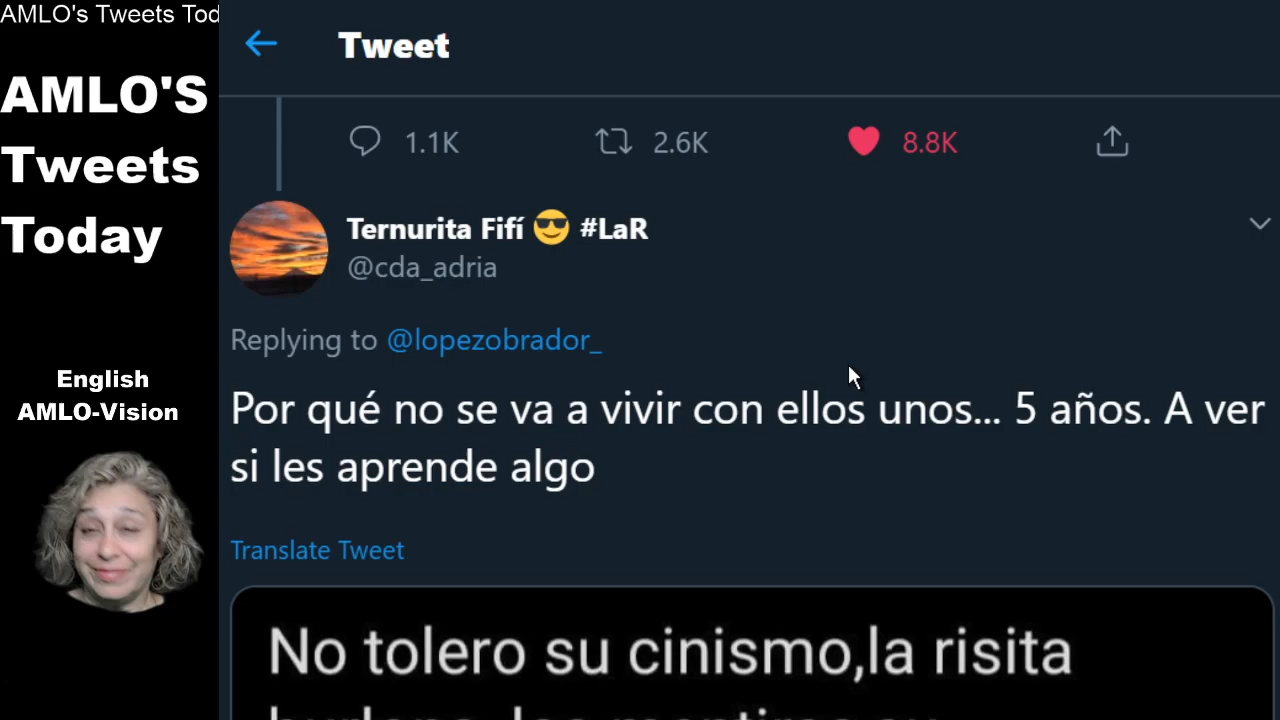 AMLO's Tweets Tod
AMLO'S
Tweets
Today
English
AMLO-Vision
Tweet
1.1K 2.6K 8.8K
Ternurita Fifí 😎 #LaR
@cda_adria
Replying to @lopezobrador_
Por qué no se va a vivir con ellos unos... 5 años. A ver
si les aprende algo
Translate Tweet
No tolero su cinismo,la risita